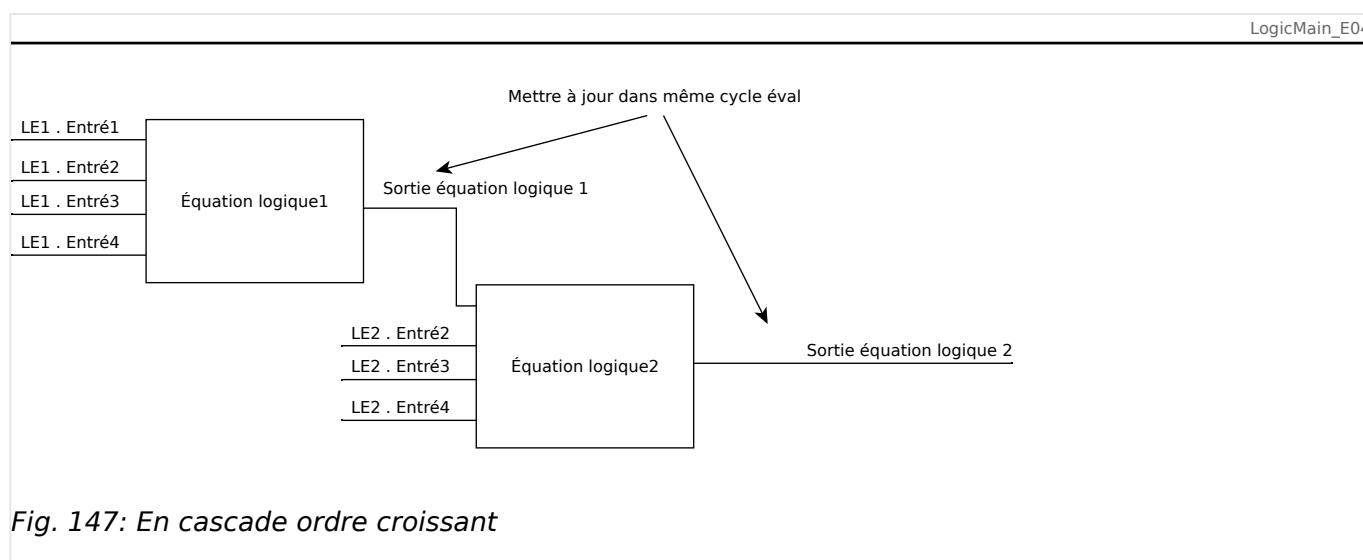 LogicMain_E04
Mettre à jour dans même cycle éval
LE1 . Entré1
LE1 . Entré2
LE1 . Entré3
LE1 . Entré4
Équation logique1
Sortie équation logique 1
LE2 . Entré2
LE2 . Entré3
LE2 . Entré4
Équation logique2
Sortie équation logique 2
Fig. 147: En cascade ordre croissant